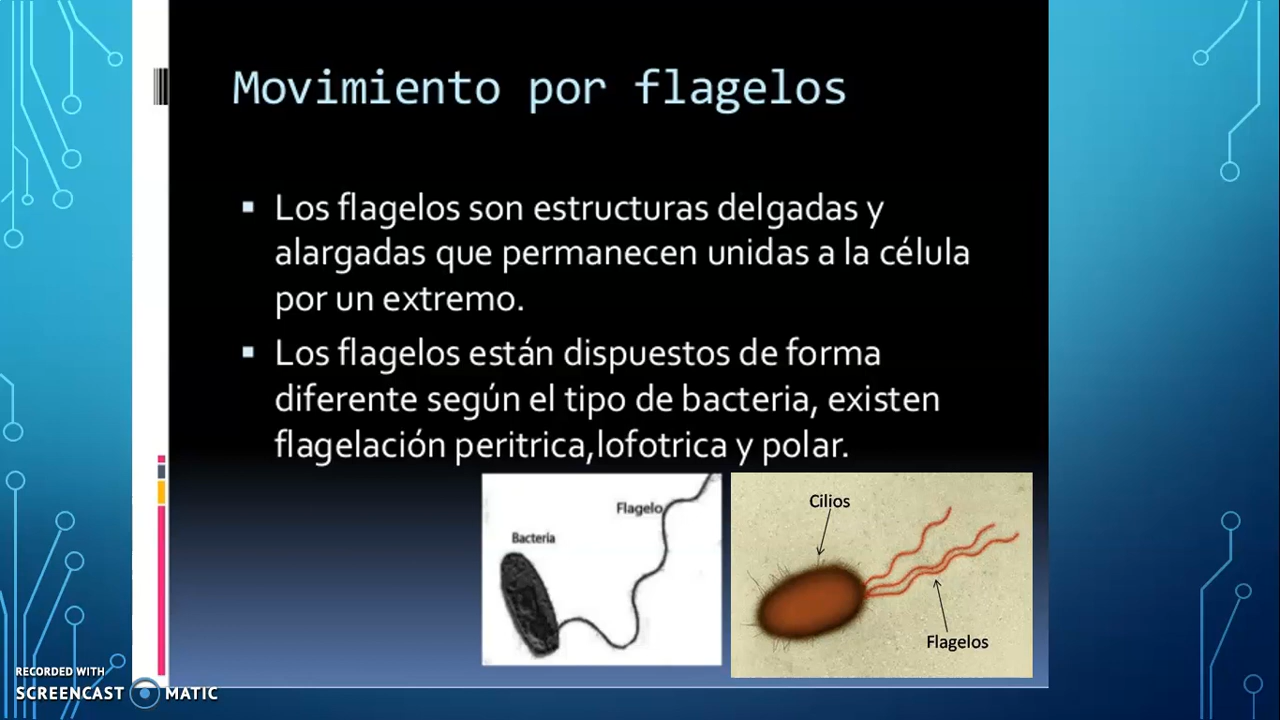 Movimiento por flagelos
▪ Los flagelos son estructuras delgadas y
alargadas que permanecen unidas a la célula
por un extremo.
▪ Los flagelos están dispuestos de forma
diferente según el tipo de bacteria, existen
flagelación peritrica,lofotrica y polar.
Flagelo
Bacteria
Cilios
Flagelos
RECORDED WITH
SCREENCAST MATIC